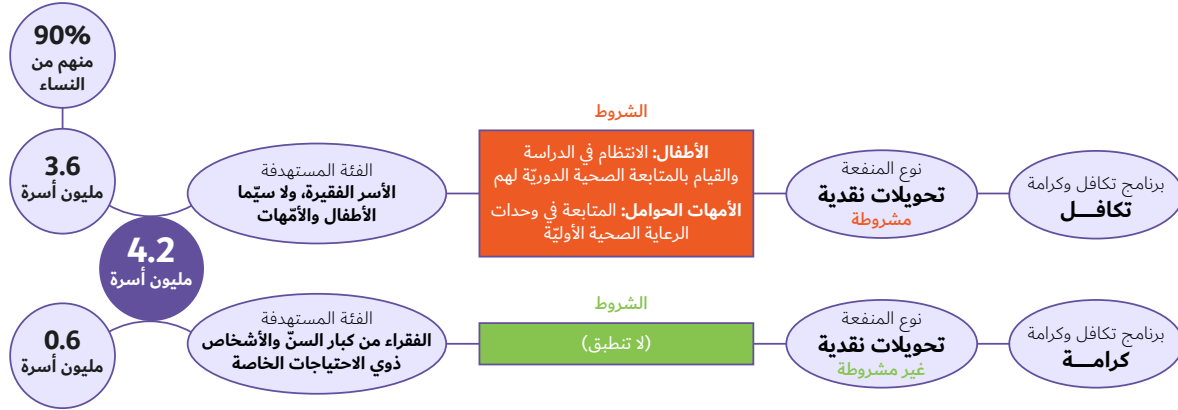 برنامج تكافل وكرامة
تكافـــل
نوع المنفعة
تحويلات نقدية
مشروطة
الشروط
الأطفال: الانتظام في الدراسة
والقيام بالمتابعة الصحية الدوريّة لهم
الأمهات الحوامل: المتابعة في وحدات
الرعاية الصحية الأوليّة
الفئة المستهدفة
الأسر الفقيرة، ولا سيّما
الأطفال والأمّهات
3.6
مليون أسرة
90%
منهم من
النساء
4.2
مليون أسرة
برنامج تكافل وكرامة
كرامـــة
نوع المنفعة
تحويلات نقدية
غير مشروطة
الشروط
(لا تنطبق)
الفئة المستهدفة
الفقراء من كبار السنّ والأشخاص
ذوي الاحتياجات الخاصة
0.6
مليون أسرة